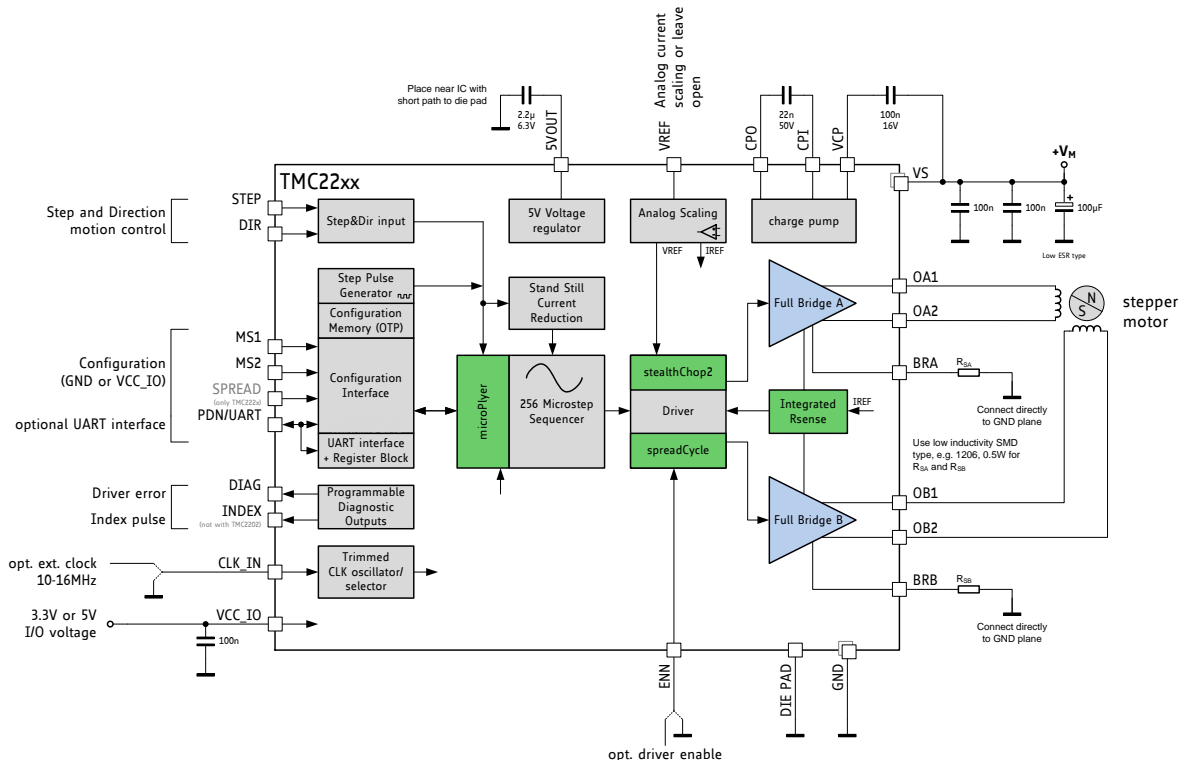 Place near IC with
short path to die pad
2.2µ
6.3V
5VOUT
Analog current
scaling or leave
open
VREF
CPO
22n
50V
CPI
VCP
100n
16V
+VM
VS
100n
100n
+
100µF
Low ESR type
TMC22xx
Step and Direction
motion control
STEP
DIR
Step&Dir input
5V Voltage
regulator
Analog Scaling
VREF
IREF
charge pump
Step Pulse
Generator
Configuration
Memory (OTP)
Stand Still
Current
Reduction
Full Bridge A
OA1
OA2
N
S
stepper
motor
Configuration
(GND or VCC_IO)
optional UART interface
MS1
MS2
SPREAD
(only TMC222x)
PDN/UART
Configuration
Interface
UART interface
+ Register Block
microPlyer
256 Microstep
Sequencer
stealthChop2
Driver
spreadCycle
Integrated
Rsense
IREF
BRA
RSA
Connect directly
to GND plane
Use low inductivity SMD
type, e.g. 1206, 0.5W for
RSA and RSB
Driver error
Index pulse
DIAG
INDEX
(not with TMC2202)
Programmable
Diagnostic
Outputs
Full Bridge B
OB1
OB2
opt. ext. clock
10-16MHz
CLK_IN
Trimmed
CLK oscillator/
selector
BRB
RSB
Connect directly
to GND plane
3.3V or 5V
I/O voltage
VCC_IO
100n
ENN
DIE PAD
GND
opt. driver enable